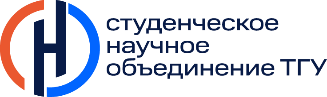 Н
студенческое
научное
объединение ТГУ